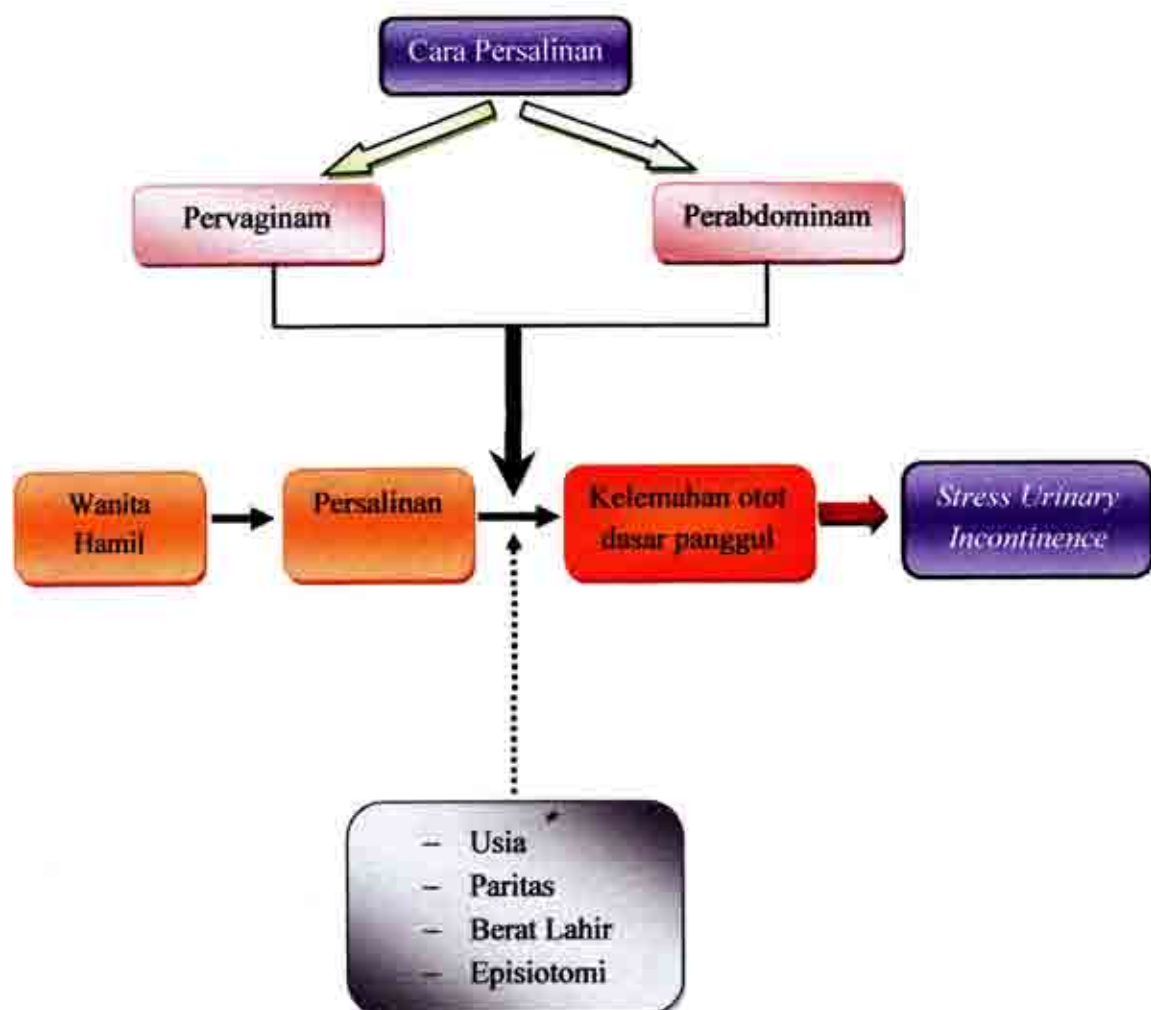 Cara Persalinan
Pervaginam
Perabdominam
Wanita
Hamil
Persalinan
Kelemahan otot
dasar panggul
Stress Urinary
Incontinence
– Usia
– Paritas
– Berat Lahir
– Episiotomi